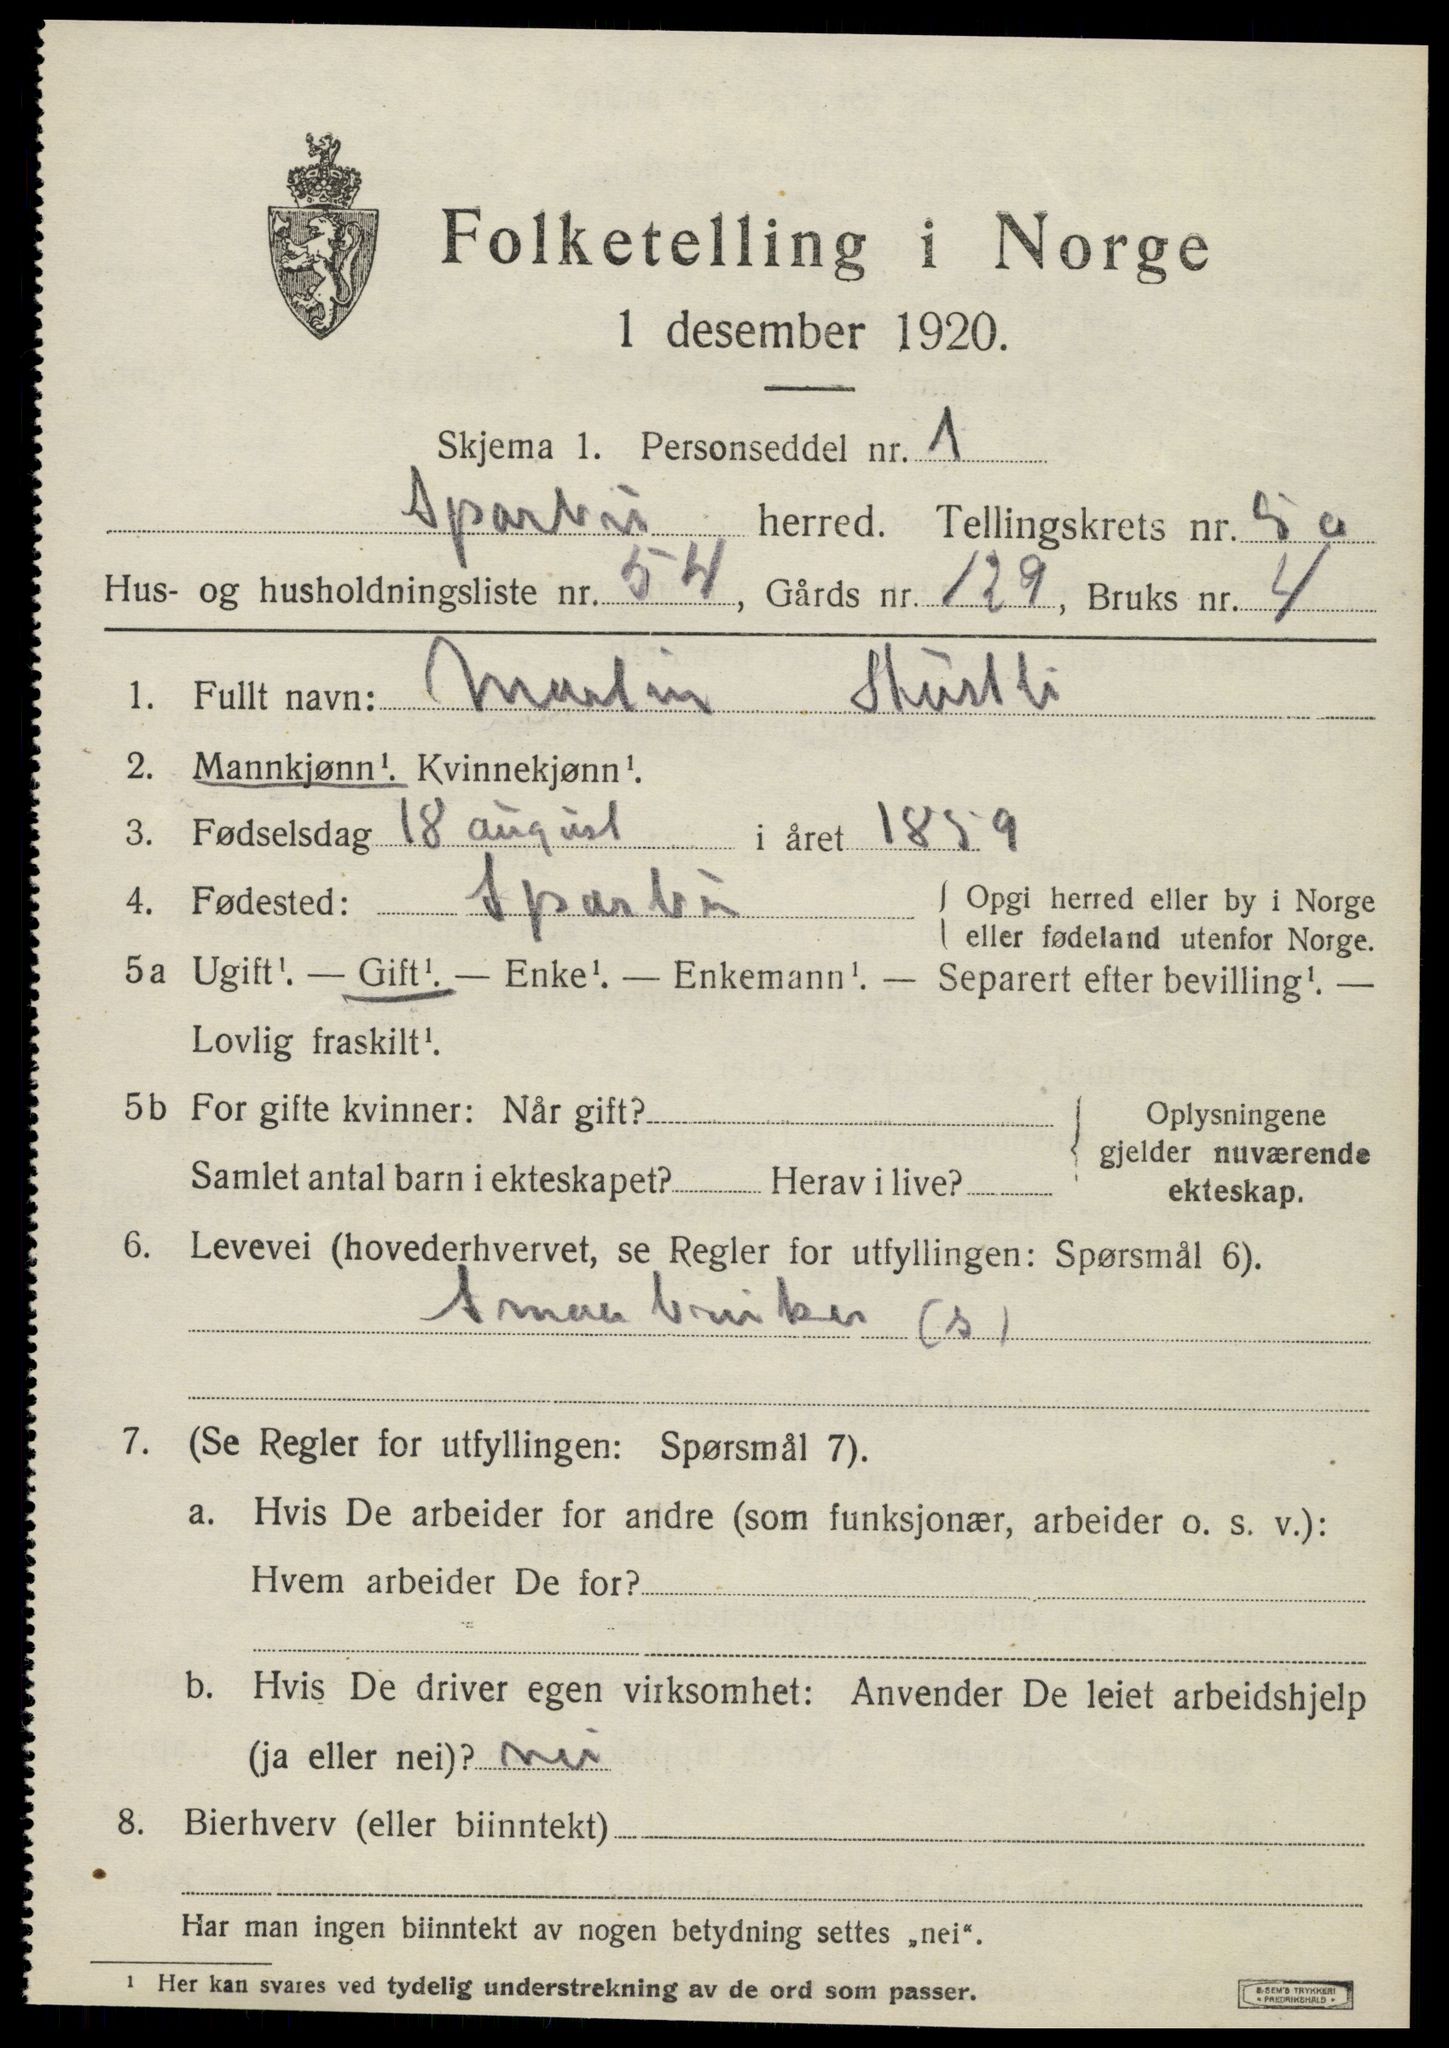 Folketelling i Norge
1 desember 1920.
Skjema 1. Personseddel nr. 1
Sparbu herred. Tellingskrets nr. 5 a
Hus- og husholdningsliste nr. 54, Gårds nr. 129, Bruks nr. 4
1. Fullt navn: Martin
2. Mannkjønn¹. Kvinnekjønn¹.
3. Fødselsdag 18 august i året 1859
4. Fødested: Sparbu { Opgi herred eller by i Norge
eller fødeland utenfor Norge.
5a Ugift¹. — Gift¹. — Enke¹. — Enkemann¹. — Separert efter bevilling¹. —
Lovlig fraskilt¹.
5b For gifte kvinner: Når gift?
Samlet antal barn i ekteskapet? Herav i live?
Oplysningene
gjelder nuværende
ekteskap.
6. Levevei (hovederhvervet, se Regler for utfyllingen: Spørsmål 6).
Smaabruker (s)
7. (Se Regler for utfyllingen: Spørsmål 7).
a. Hvis De arbeider for andre (som funksjonær, arbeider o. s. v.):
Hvem arbeider De for?
b. Hvis De driver egen virksomhet: Anvender De leiet arbeidshjelp
(ja eller nei)? nei
8. Bierhverv (eller biinntekt)
Har man ingen biinntekt av nogen betydning settes „nei“.
¹ Her kan svares ved tydelig understrekning av de ord som passer.
E. SEM'S TRYKKERI
FREDRIKSHALD